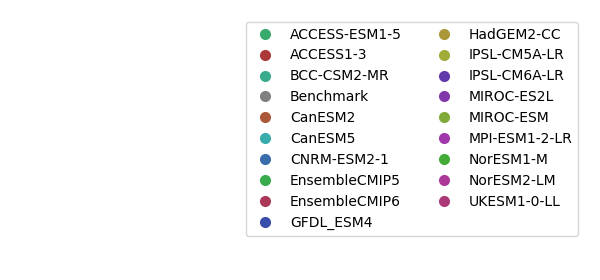 ACCESS-ESM1-5
ACCESS1-3
BCC-CSM2-MR
Benchmark
CanESM2
CanESM5
CNRM-ESM2-1
EnsembleCMIP5
EnsembleCMIP6
GFDL_ESM4
HadGEM2-CC
IPSL-CM5A-LR
IPSL-CM6A-LR
MIROC-ES2L
MIROC-ESM
MPI-ESM1-2-LR
NorESM1-M
NorESM2-LM
UKESM1-0-LL